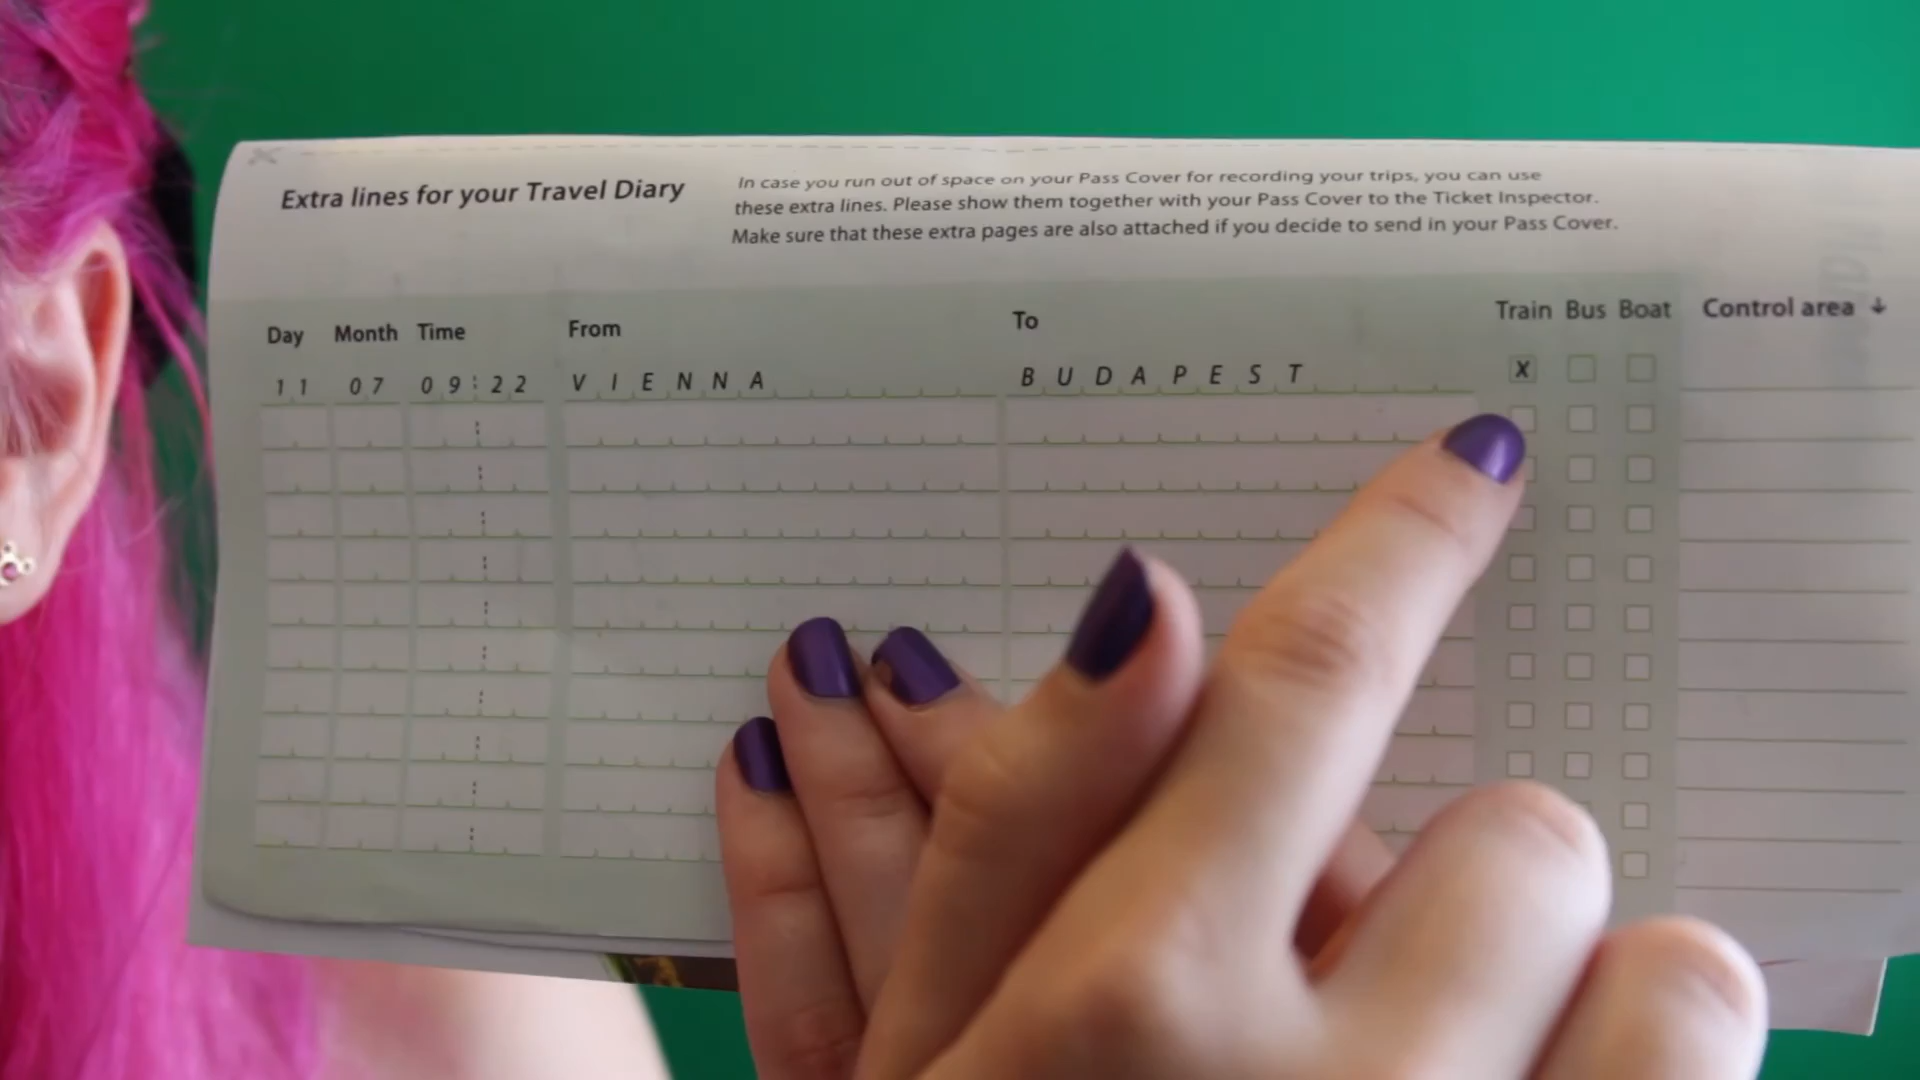 Extra lines for your Travel Diary
In case you run out of space on your Pass Cover for recording your trips, you can use
these extra lines. Please show them together with your Pass Cover to the Ticket Inspector.
Make sure that these extra pages are also attached if you decide to send in your Pass Cover.
Day Month Time From To Train Bus Boat Control area ↓
11 07 09:22 VIENNA BUDAPEST X